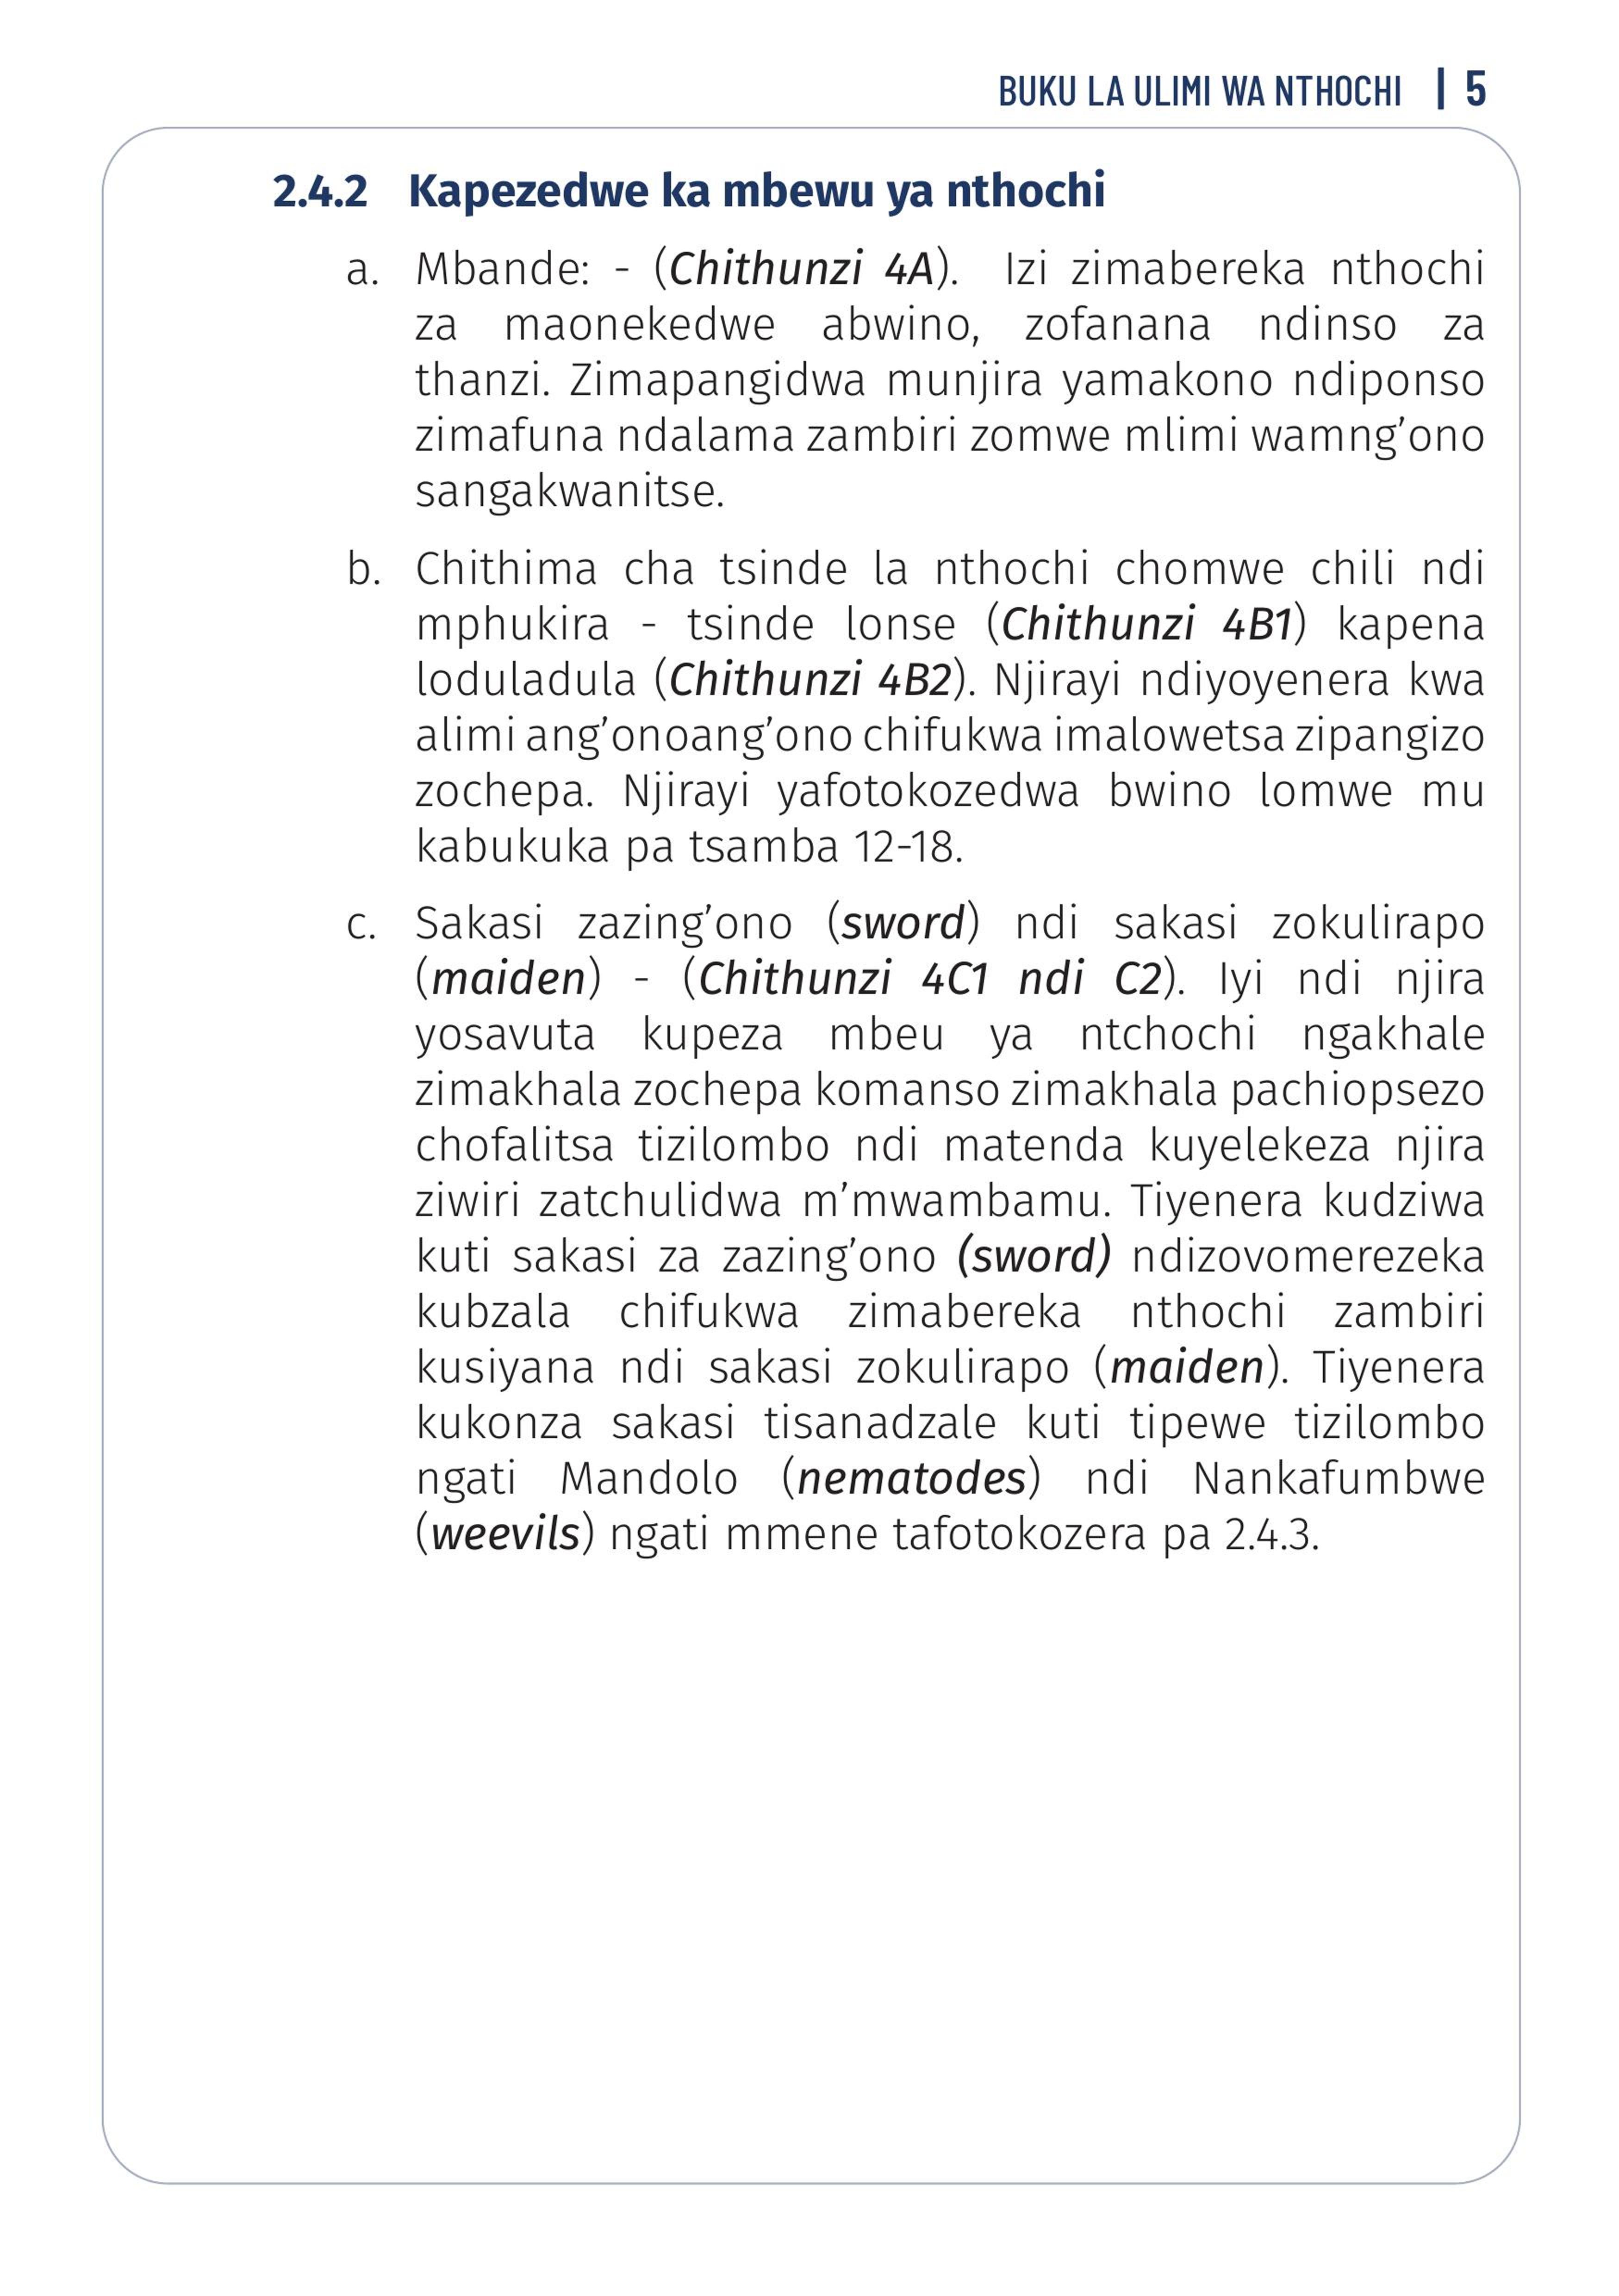 BUKU LA ULIMI WA NTHOCHI | 5
2.4.2 Kapezedwe ka mbewu ya nthochi
a. Mbande: - (Chithunzi 4A). Izi zimabereka nthochi
za maonekedwe abwino, zofanana ndinso za
thanzi. Zimapangidwa munjira yamakono ndiponso
zimafuna ndalama zambiri zomwe mlimi wamng’ono
sangakwanitse.
b. Chithima cha tsinde la nthochi chomwe chili ndi
mphukira - tsinde lonse (Chithunzi 4B1) kapena
loduladula (Chithunzi 4B2). Njirayi ndiyoyenera kwa
alimi ang’onoang’ono chifukwa imalowetsa zipangizo
zochepa. Njirayi yafotokozedwa bwino lomwe mu
kabukuka pa tsamba 12-18.
c. Sakasi zazing’ono (sword) ndi sakasi zokulirapo
(maiden) - (Chithunzi 4C1 ndi C2). Iyi ndi njira
yosavuta kupeza mbeu ya ntchochi ngakhale
zimakhala zochepa komanso zimakhala pachiopsezo
chofalitsa tizilombo ndi matenda kuyelekeza njira
ziwiri zatchulidwa m’mwambamu. Tiyenera kudziwa
kuti sakasi za zazing’ono (sword) ndizovomerezeka
kubzala chifukwa zimabereka nthochi zambiri
kusiyana ndi sakasi zokulirapo (maiden). Tiyenera
kukonza sakasi tisanadzale kuti tipewe tizilombo
ngati Mandolo (nematodes) ndi Nankafumbwe
(weevils) ngati mmene tafotokozera pa 2.4.3.